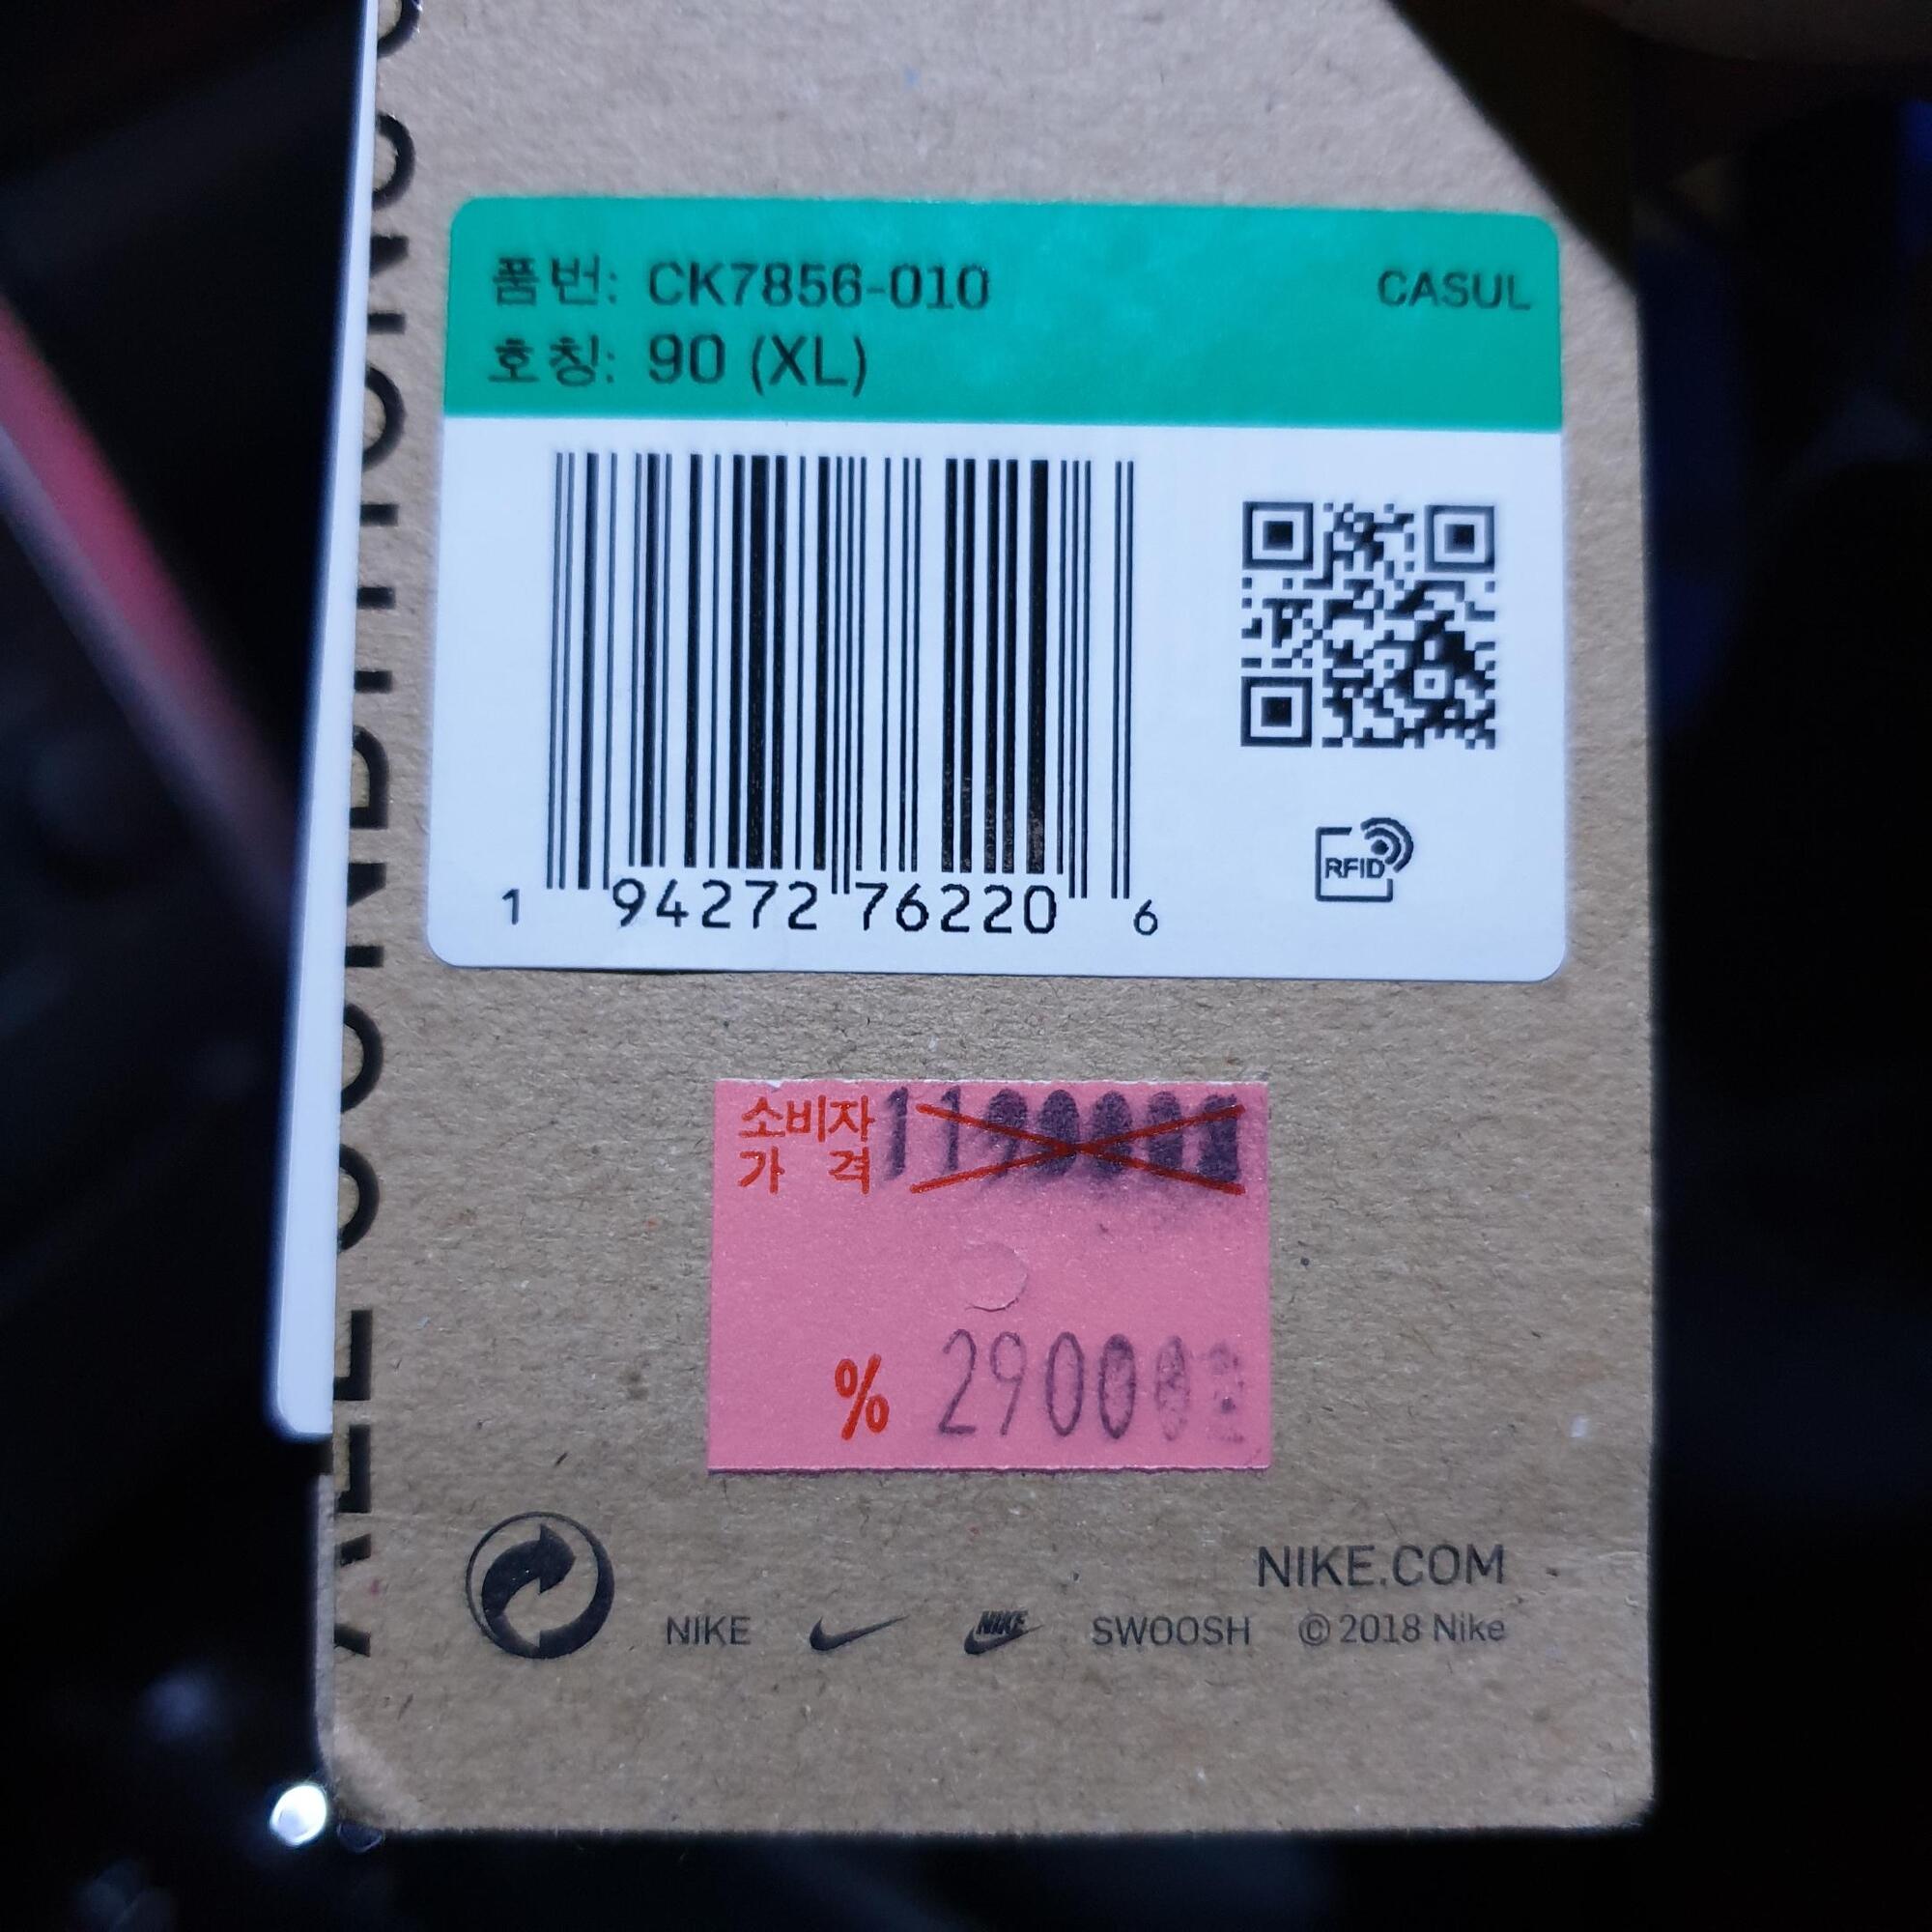 품번: CK7856-010
CASUL
호칭: 90 (XL)
1 94272 76220 6
RFID
소비자
가 격
% 29000
NIKE.COM
NIKE NIKE SWOOSH © 2018 Nike